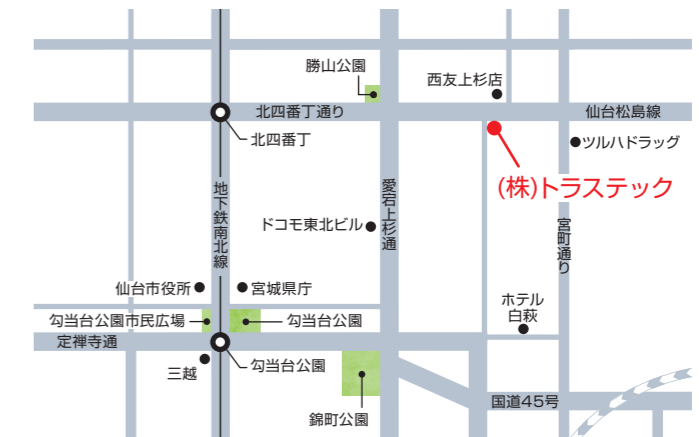 勝山公園
西友上杉店
北四番丁通り
仙台松島線
北四番丁
ツルハドラッグ
(株)トラステック
地下鉄南北線
愛宕上杉通
宮町通り
ドコモ東北ビル
仙台市役所
宮城県庁
ホテル
白萩
勾当台公園市民広場
勾当台公園
定禅寺通
勾当台公園
三越
国道45号
錦町公園